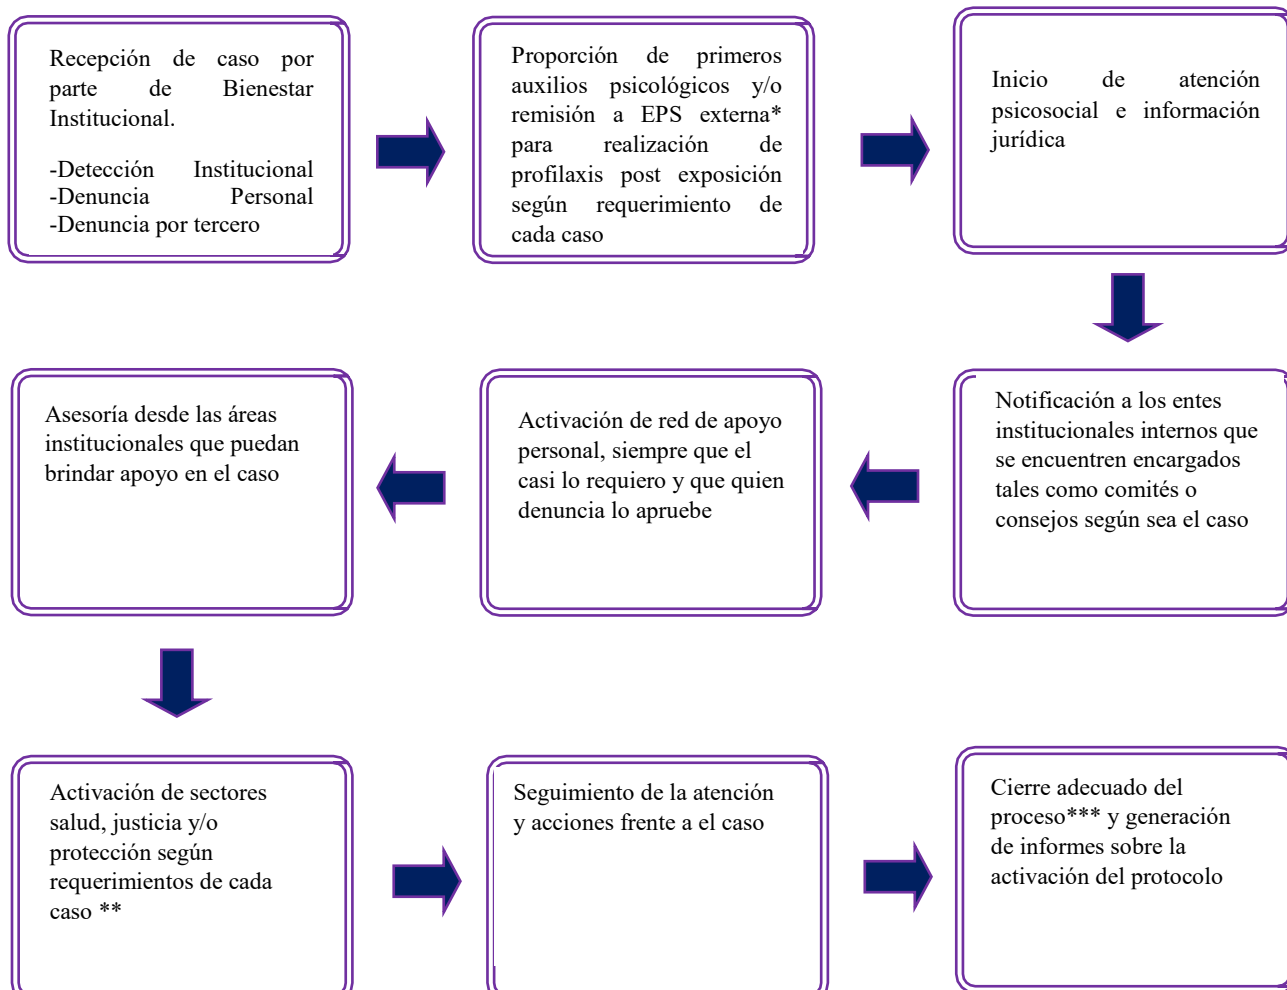 Recepción de caso por
parte de Bienestar
Institucional.
-Detección Institucional
-Denuncia Personal
-Denuncia por tercero
Proporción de primeros
auxilios psicológicos y/o
remisión a EPS externa*
para realización de
profilaxis post exposición
según requerimiento de
cada caso
Inicio de atención
psicosocial e información
jurídica
Notificación a los entes
institucionales internos que
se encuentren encargados
tales como comités o
consejos según sea el caso
Activación de red de apoyo
personal, siempre que el
casi lo requiero y que quien
denuncia lo apruebe
Asesoría desde las áreas
institucionales que puedan
brindar apoyo en el caso
Activación de sectores
salud, justicia y/o
protección según
requerimientos de cada
caso **
Seguimiento de la atención
y acciones frente a el caso
Cierre adecuado del
proceso*** y generación
de informes sobre la
activación del protocolo